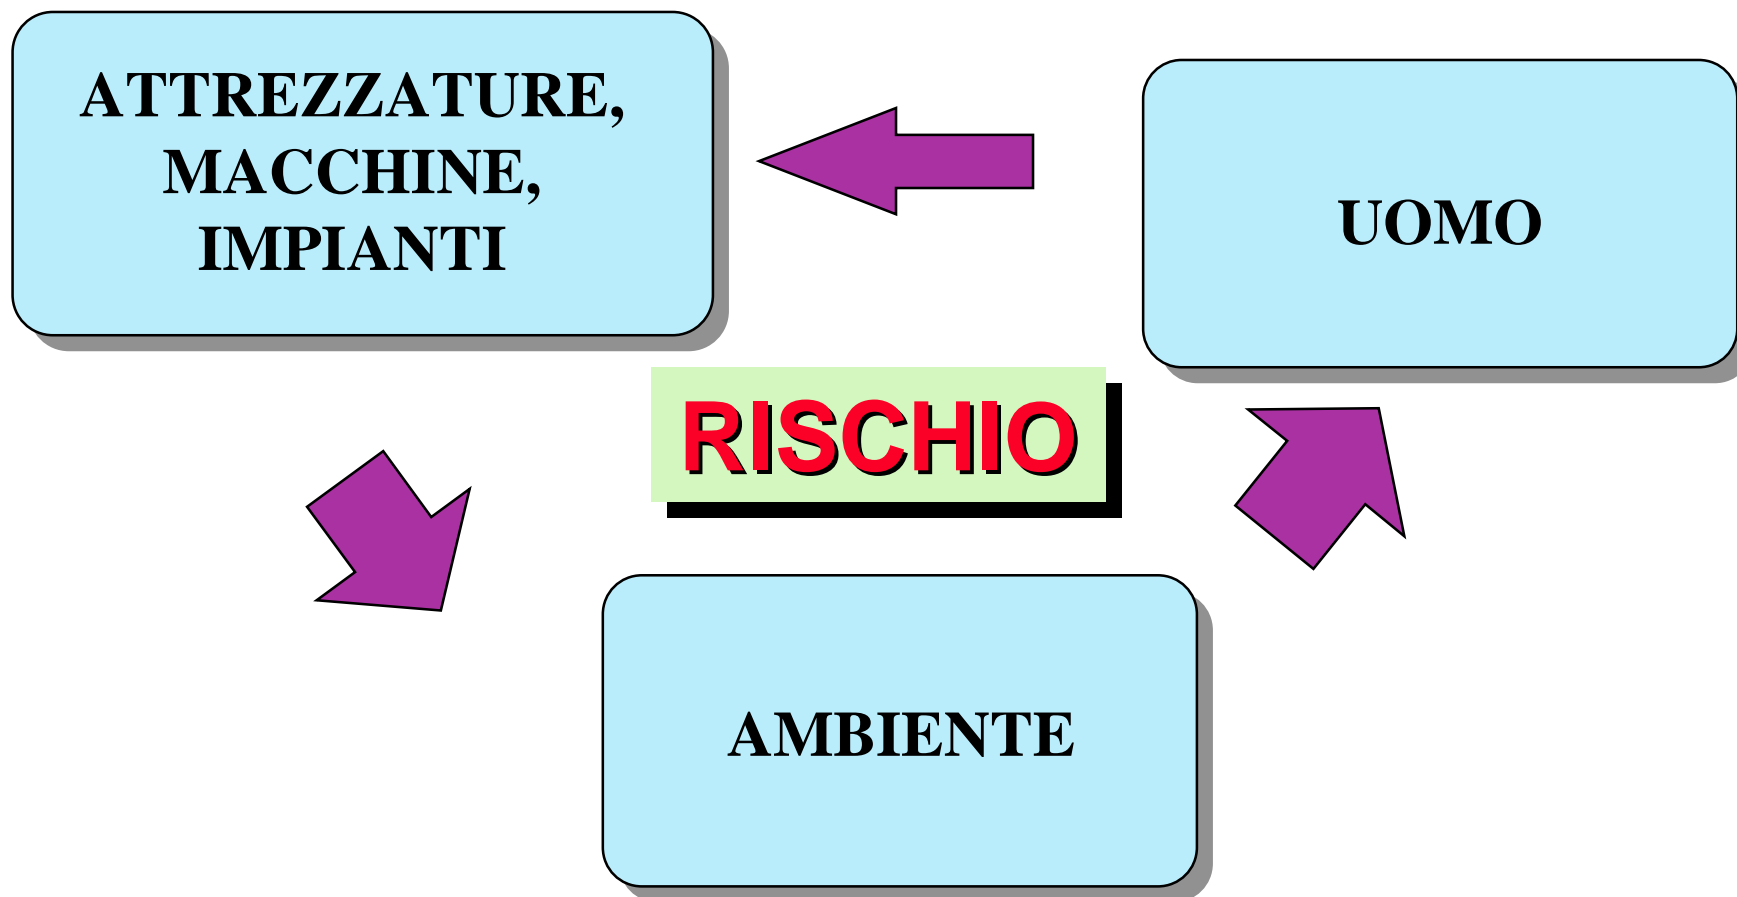 ATTREZZATURE,
MACCHINE,
IMPIANTI
UOMO
RISCHIO
AMBIENTE